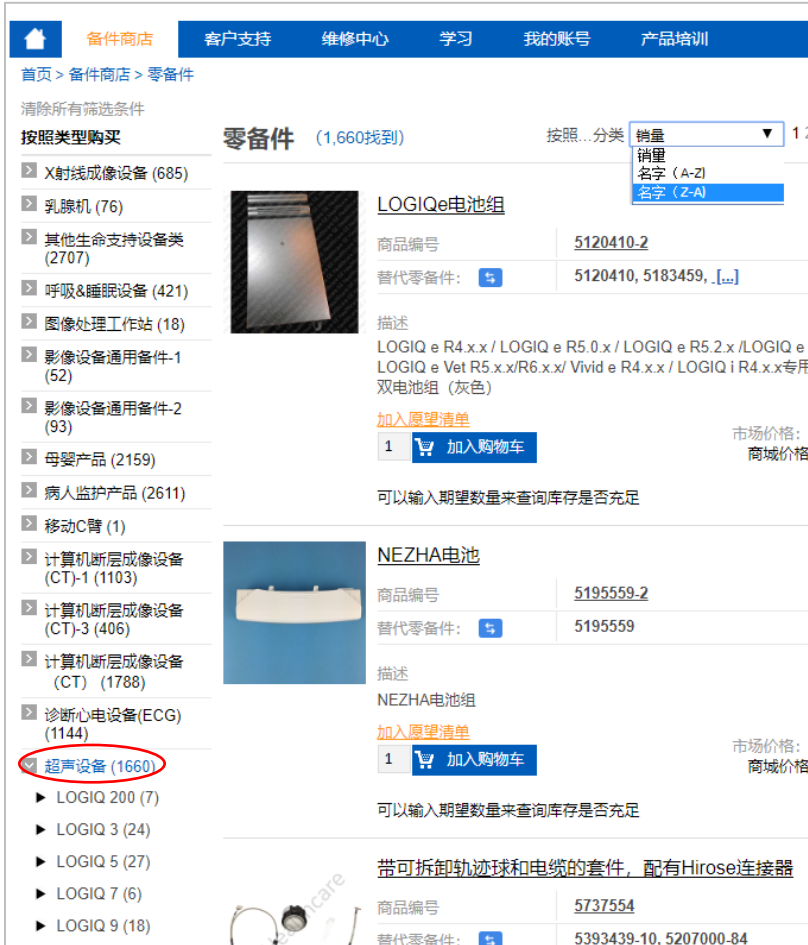 备件商店 客户支持 维修中心 学习 我的账号 产品培训
首页 > 备件商店 > 零备件
清除所有筛选条件
按照类型购买
X射线成像设备 (685)
乳腺机 (76)
其他生命支持设备类
(2707)
呼吸&睡眠设备 (421)
图像处理工作站 (18)
影像设备通用备件-1
(52)
影像设备通用备件-2
(93)
母婴产品 (2159)
病人监护产品 (2611)
移动C臂 (1)
计算机断层成像设备
(CT)-1 (1103)
计算机断层成像设备
(CT)-3 (406)
计算机断层成像设备
（CT） (1788)
诊断心电设备(ECG)
(1144)
超声设备 (1660)
LOGIQ 200 (7)
LOGIQ 3 (24)
LOGIQ 5 (27)
LOGIQ 7 (6)
LOGIQ 9 (18)
零备件 （1,660找到）
按照...分类 销量 1
销量
名字（A-Z)
名字（Z-A)
LOGIQe电池组
商品编号 5120410-2
替代零备件： 5120410, 5183459, [...]
描述
LOGIQ e R4.x.x / LOGIQ e R5.0.x / LOGIQ e R5.2.x /LOGIQ e
LOGIQ e Vet R5.x.x/R6.x.x/ Vivid e R4.x.x / LOGIQ i R4.x.x专用
双电池组（灰色）
加入愿望清单
1 加入购物车
市场价格：
商城价格
可以输入期望数量来查询库存是否充足
NEZHA电池
商品编号 5195559-2
替代零备件： 5195559
描述
NEZHA电池组
加入愿望清单
1 加入购物车
市场价格：
商城价格
可以输入期望数量来查询库存是否充足
带可拆卸轨迹球和电缆的套件，配有Hirose连接器
商品编号 5737554
替代零备件： 5393439-10, 5207000-84